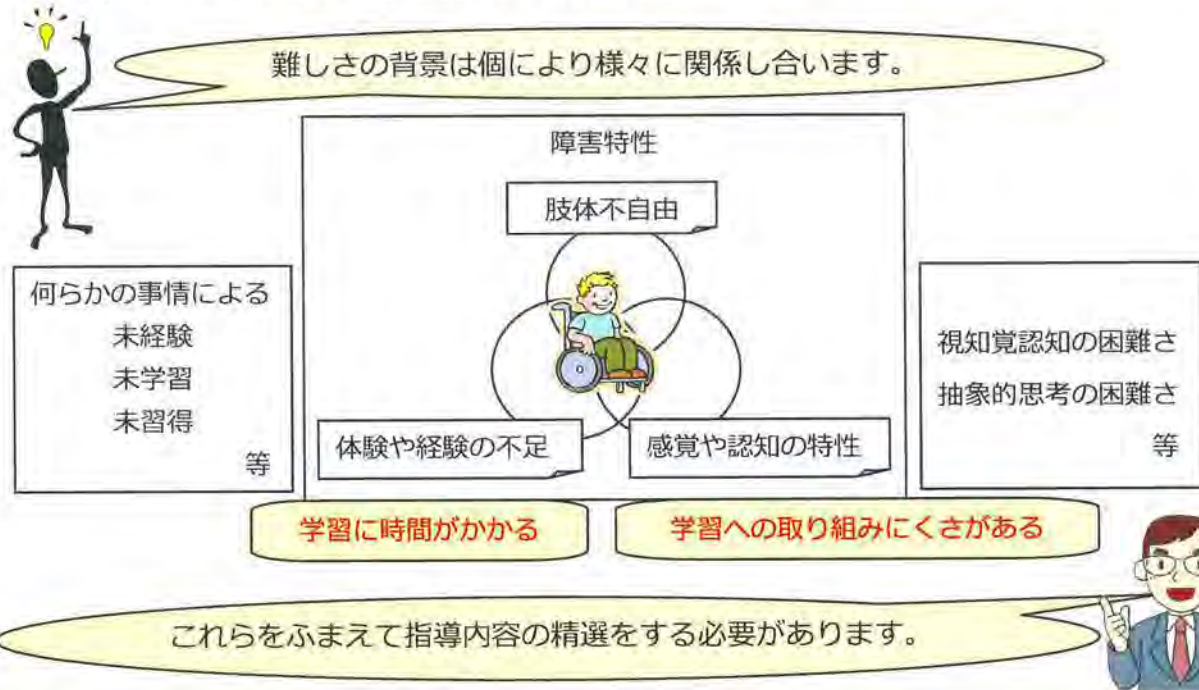 難しさの背景は個により様々に関係し合います。
障害特性
肢体不自由
何らかの事情による
未経験
未学習
未習得
等
体験や経験の不足
感覚や認知の特性
視知覚認知の困難さ
抽象的思考の困難さ
等
学習に時間がかかる
学習への取り組みにくさがある
これらをふまえて指導内容の精選をする必要があります。